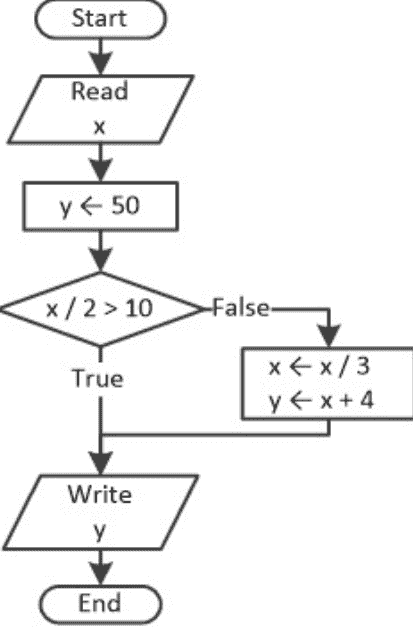 Start
Read
x
y ← 50
x / 2 > 10
False
True
x ← x / 3
y ← x + 4
Write
y
End